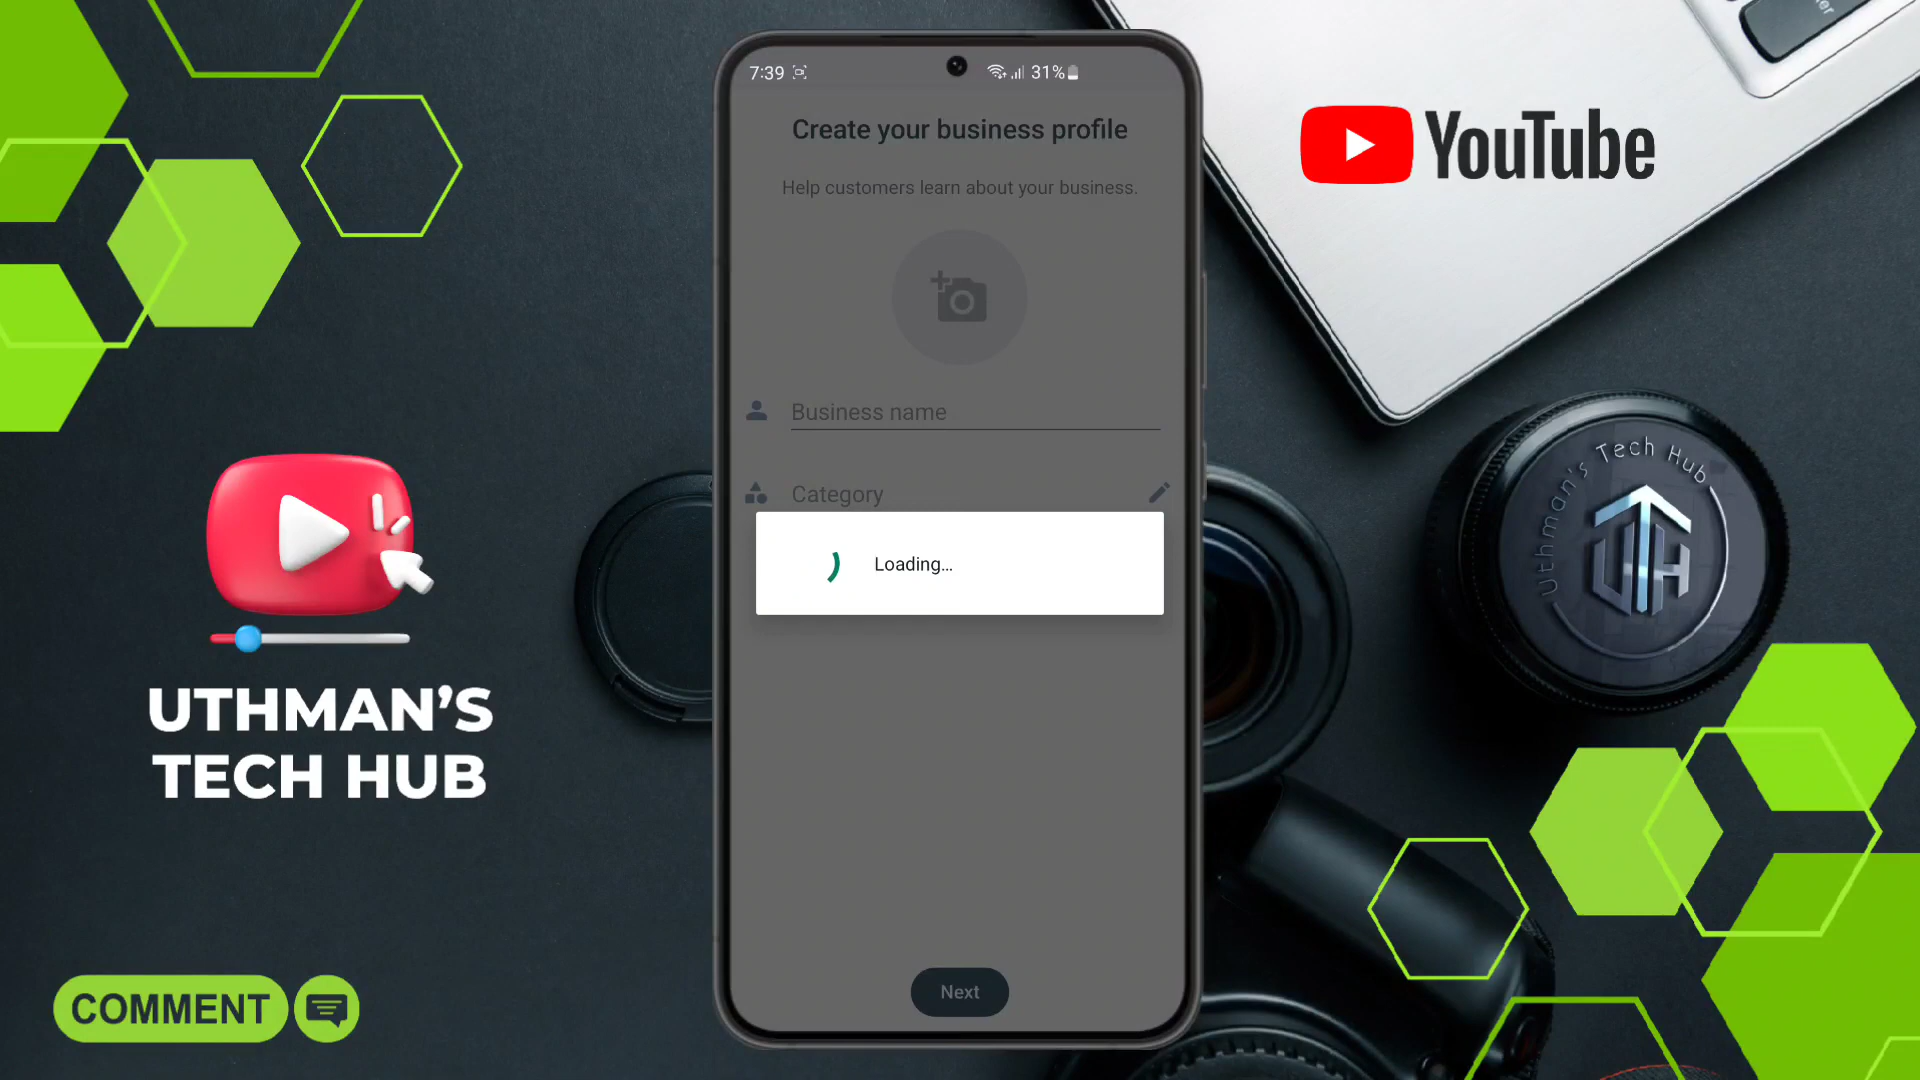 7:39
31%
Create your business profile
Help customers learn about your business.
Business name
Category
Loading...
Next
YouTube
Uthman's Tech Hub
UTH
UTHMAN'S
TECH HUB
COMMENT